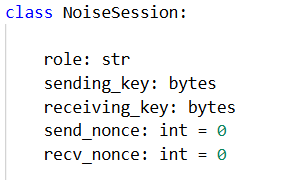 class NoiseSession:
role: str
sending_key: bytes
receiving_key: bytes
send_nonce: int = 0
recv_nonce: int = 0